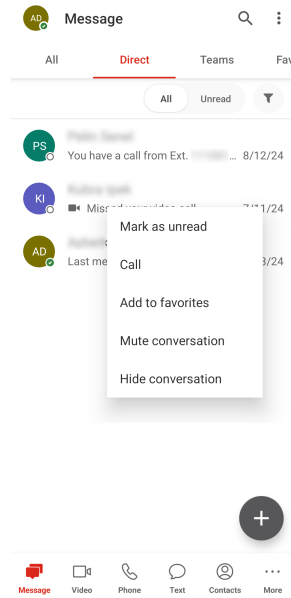 AD
Message
All
Direct
Teams
Fav
All
Unread
PS
You have a call from Ext. … 8/12/24
KI
Missed your video call
7/11/24
AD
Last me
3/24
Mark as unread
Call
Add to favorites
Mute conversation
Hide conversation
Message
Video
Phone
Text
Contacts
More